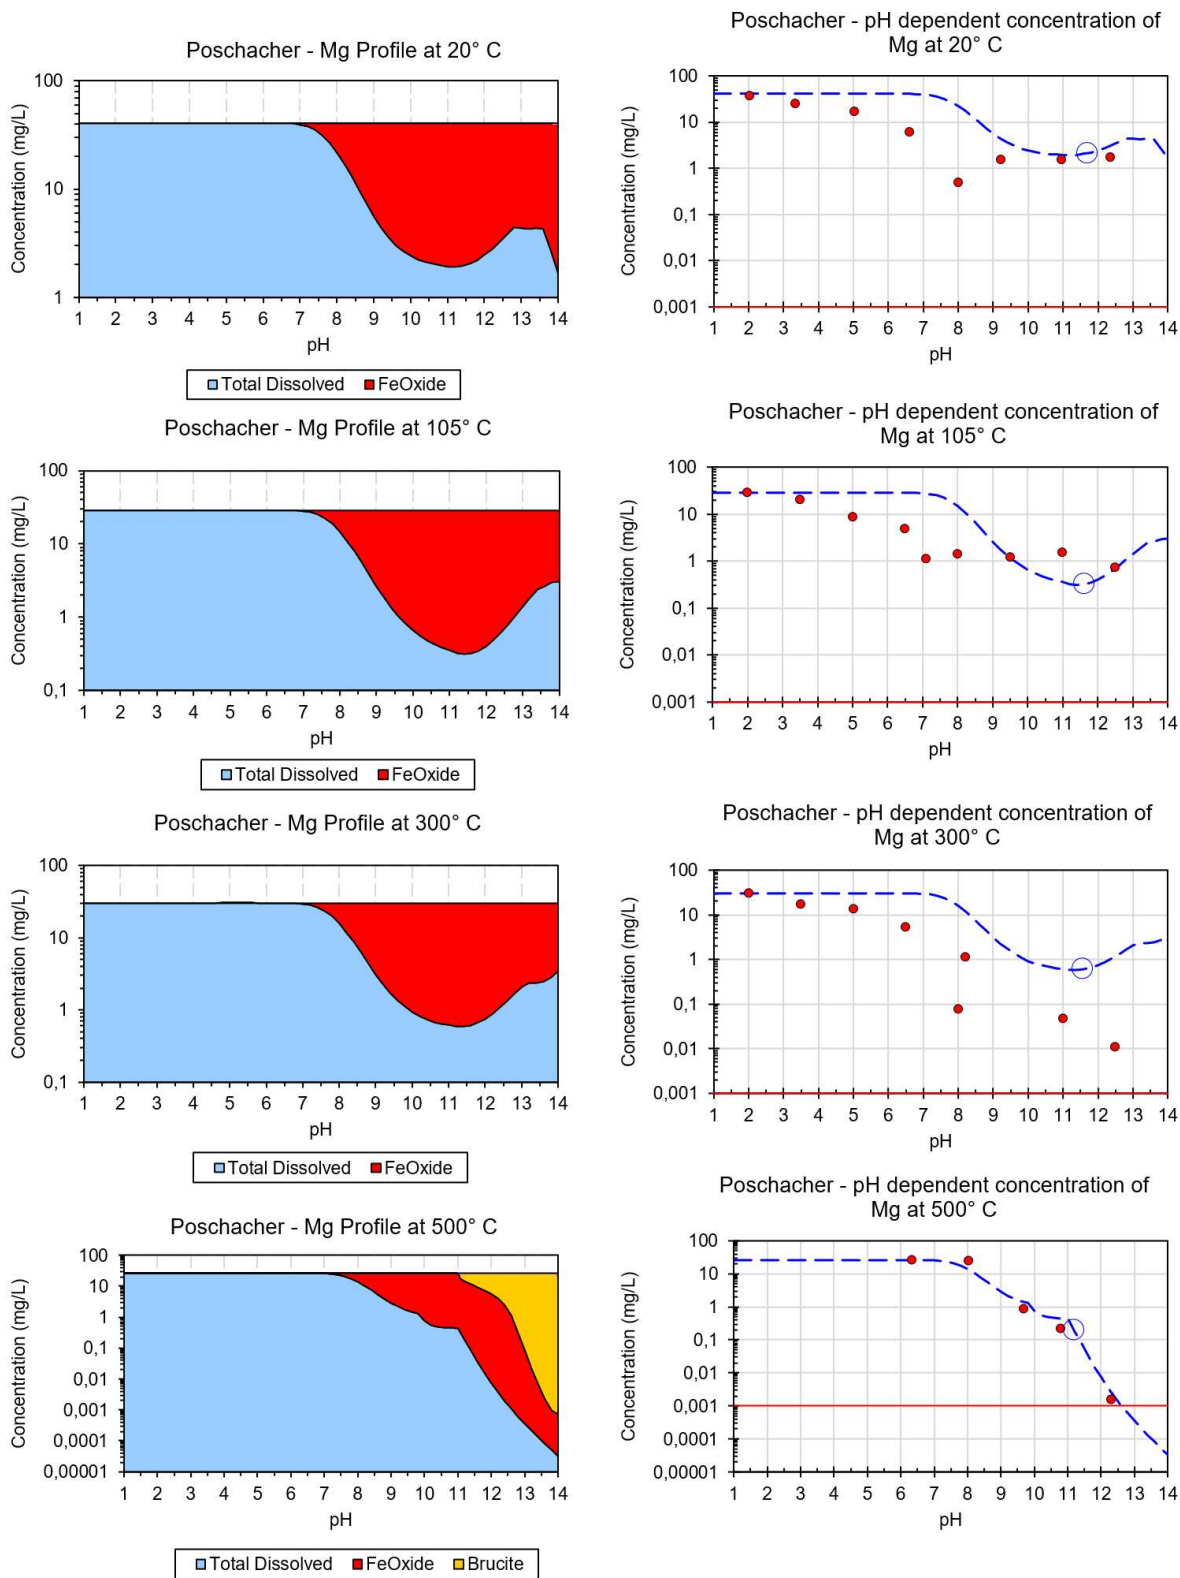 Poschacher - Mg Profile at 20° C
Concentration (mg/L)
100
10
1
1 2 3 4 5 6 7 8 9 10 11 12 13 14
pH
Total Dissolved FeOxide
Poschacher - pH dependent concentration of
Mg at 20° C
Concentration (mg/L)
100
10
1
0,1
0,01
0,001
1 2 3 4 5 6 7 8 9 10 11 12 13 14
pH
Poschacher - Mg Profile at 105° C
Concentration (mg/L)
100
10
1
0,1
1 2 3 4 5 6 7 8 9 10 11 12 13 14
pH
Total Dissolved FeOxide
Poschacher - pH dependent concentration of
Mg at 105° C
Concentration (mg/L)
100
10
1
0,1
0,01
0,001
1 2 3 4 5 6 7 8 9 10 11 12 13 14
pH
Poschacher - Mg Profile at 300° C
Concentration (mg/L)
100
10
1
0,1
1 2 3 4 5 6 7 8 9 10 11 12 13 14
pH
Total Dissolved FeOxide
Poschacher - pH dependent concentration of
Mg at 300° C
Concentration (mg/L)
100
10
1
0,1
0,01
0,001
1 2 3 4 5 6 7 8 9 10 11 12 13 14
pH
Poschacher - Mg Profile at 500° C
Concentration (mg/L)
100
10
1
0,1
0,01
0,001
0,0001
0,00001
1 2 3 4 5 6 7 8 9 10 11 12 13 14
pH
Total Dissolved FeOxide Brucite
Poschacher - pH dependent concentration of
Mg at 500° C
Concentration (mg/L)
100
10
1
0,1
0,01
0,001
0,0001
0,00001
1 2 3 4 5 6 7 8 9 10 11 12 13 14
pH